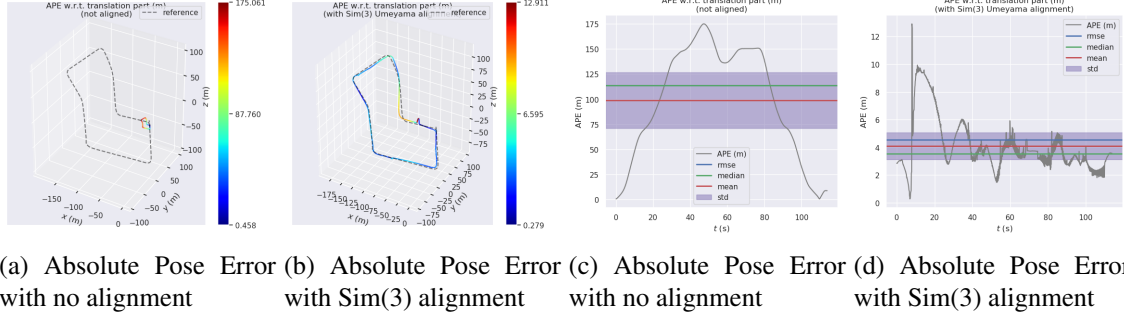 APE w.r.t. translation part (m)
(not aligned)
reference
175.061
87.760
0.458
100
50
0
−50
−100
z (m)
−150
−100
−50
0
x (m)
−100
−50
0
50
100
y (m)
APE w.r.t. translation part (m)
(with Sim(3) Umeyama alignment)
reference
12.911
6.595
0.279
100
75
50
25
0
−25
−50
−75
z (m)
−175
−150
−125
−100
−75
−50
−25
0
x (m)
−100
−75
−50
−25
0
25
50
75
100
y (m)
APE w.r.t. translation part (m)
(not aligned)
175
150
125
100
75
50
25
0
APE (m)
APE (m)
rmse
median
mean
std
0 20 40 60 80 100
t (s)
APE w.r.t. translation part (m)
(with Sim(3) Umeyama alignment)
12
10
8
6
4
2
0
APE (m)
APE (m)
rmse
median
mean
std
0 20 40 60 80 100
t (s)
(a) Absolute Pose Error
with no alignment
(b) Absolute Pose Error
with Sim(3) alignment
(c) Absolute Pose Error
with no alignment
(d) Absolute Pose Error
with Sim(3) alignment